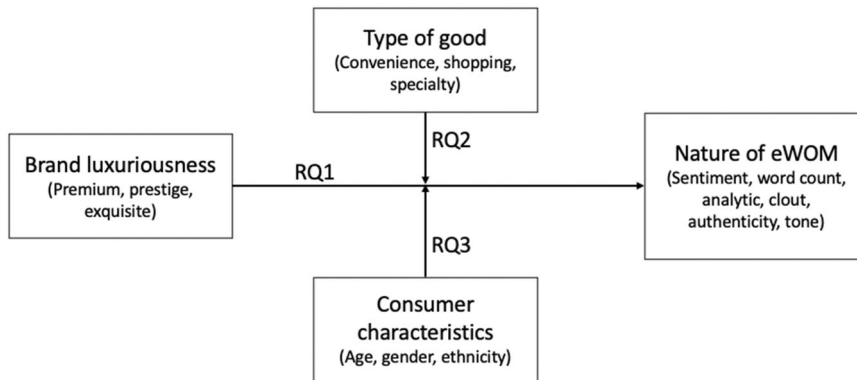 Type of good
(Convenience, shopping,
specialty)
RQ2
Brand luxuriousness
(Premium, prestige,
exquisite)
RQ1
Nature of eWOM
(Sentiment, word count,
analytic, clout,
authenticity, tone)
RQ3
Consumer
characteristics
(Age, gender, ethnicity)